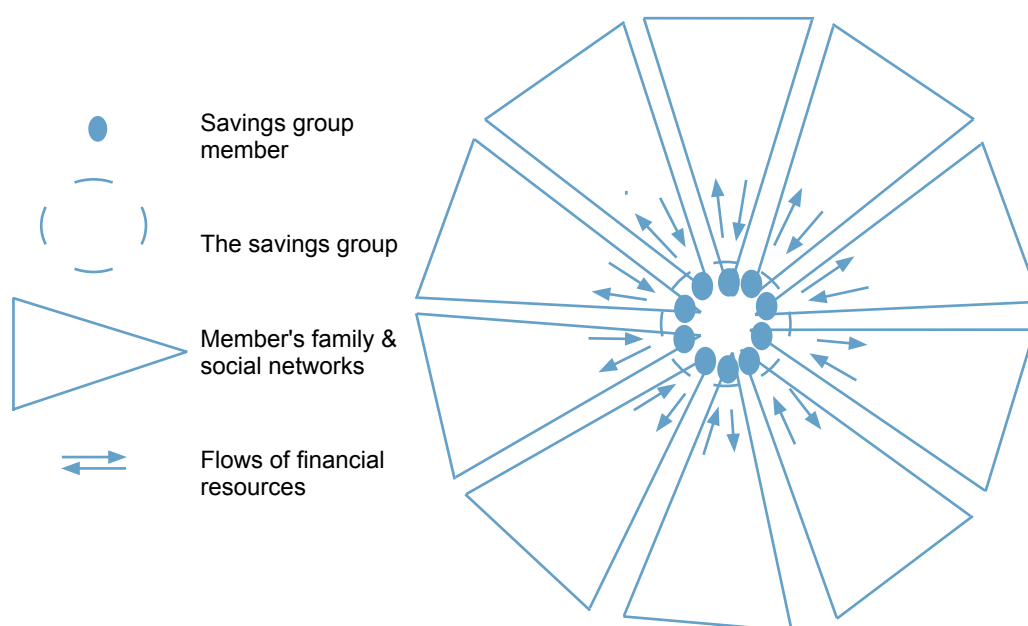 Savings group
member
The savings group
Member's family &
social networks
Flows of financial
resources